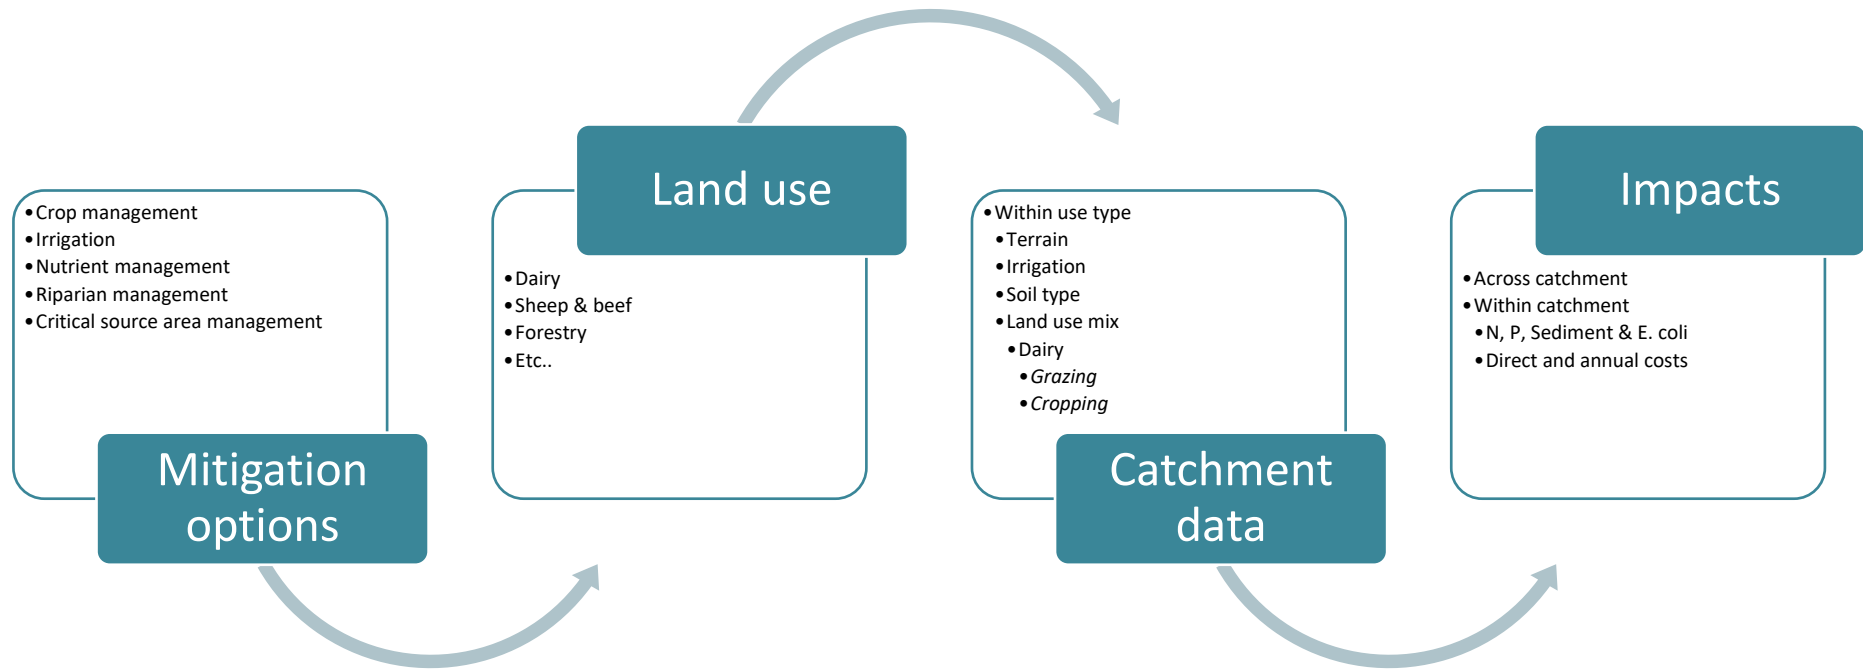 •Crop management
•Irrigation
•Nutrient management
•Riparian management
•Critical source area management
Mitigation
options
Land use
•Dairy
•Sheep & beef
•Forestry
•Etc..
•Within use type
•Terrain
•Irrigation
•Soil type
•Land use mix
•Dairy
•Grazing
•Cropping
Catchment
data
Impacts
•Across catchment
•Within catchment
•N, P, Sediment & E. coli
•Direct and annual costs